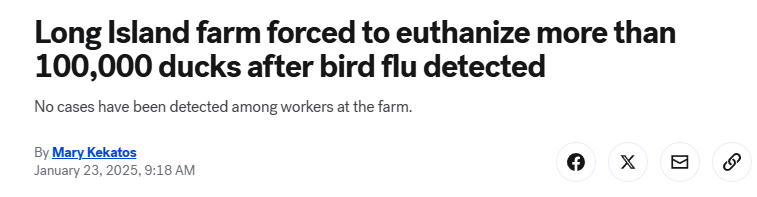 Long Island farm forced to euthanize more than
100,000 ducks after bird flu detected
No cases have been detected among workers at the farm.
By Mary Kekatos
January 23, 2025, 9:18 AM